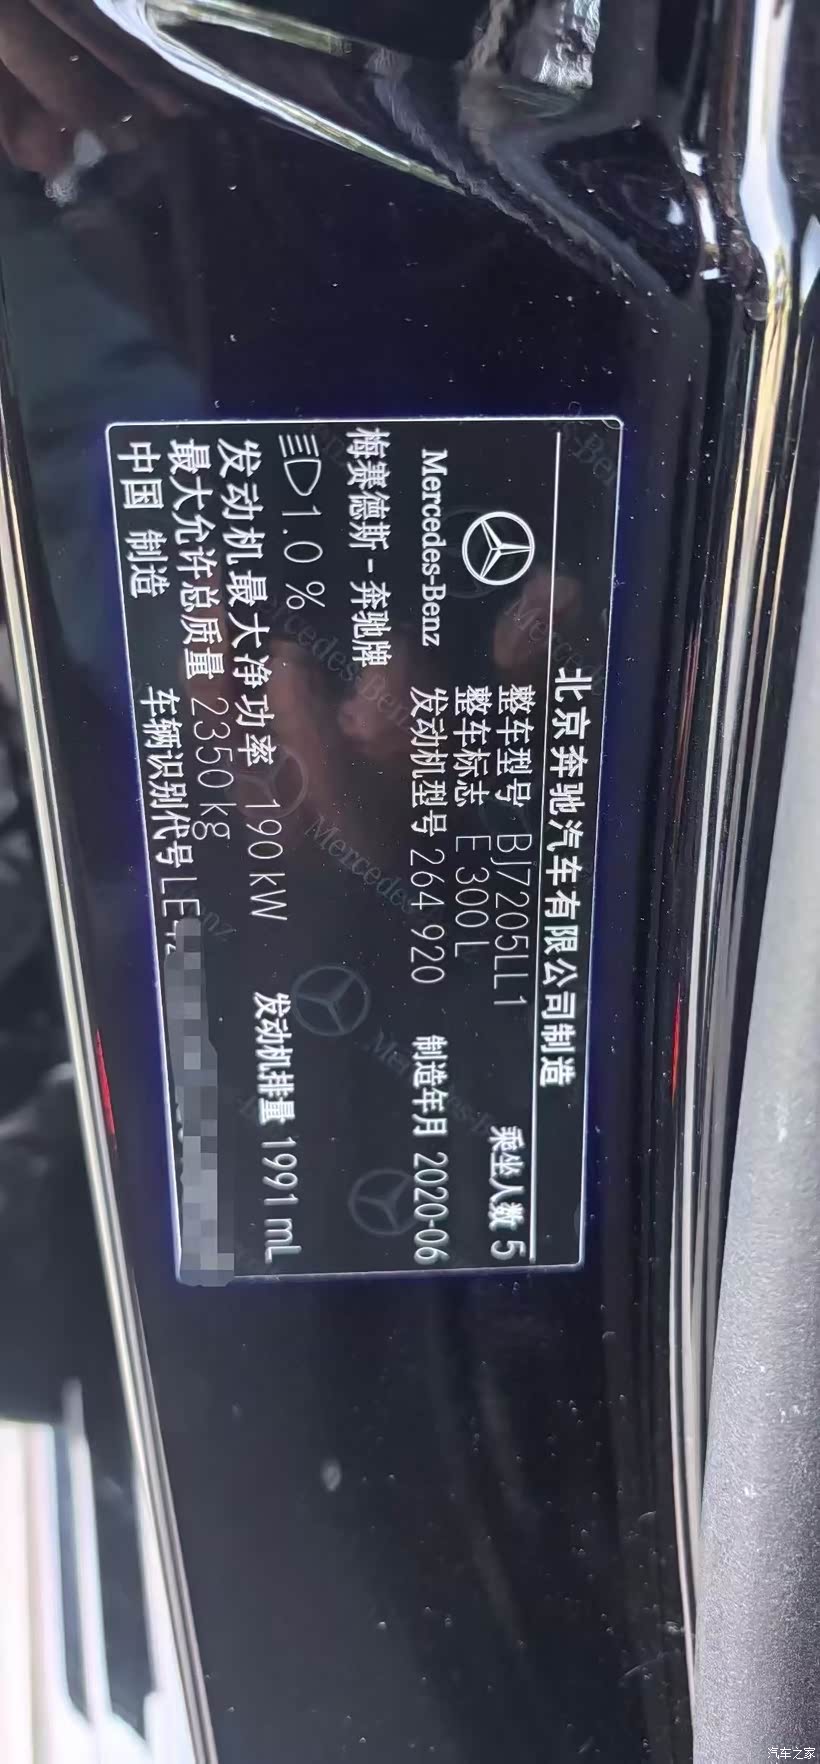 北京奔驰汽车有限公司制造
Mercedes-Benz
整车型号 BJ7205LL1 乘坐人数 5
整车标志 E 300 L
梅赛德斯-奔驰牌 发动机型号 264 920 制造年月 2020-06
1.0 %
发动机最大净功率 190 kW 发动机排量 1991 mL
最大允许总质量 2350 kg
中国 制造 车辆识别代号 LE4
汽车之家